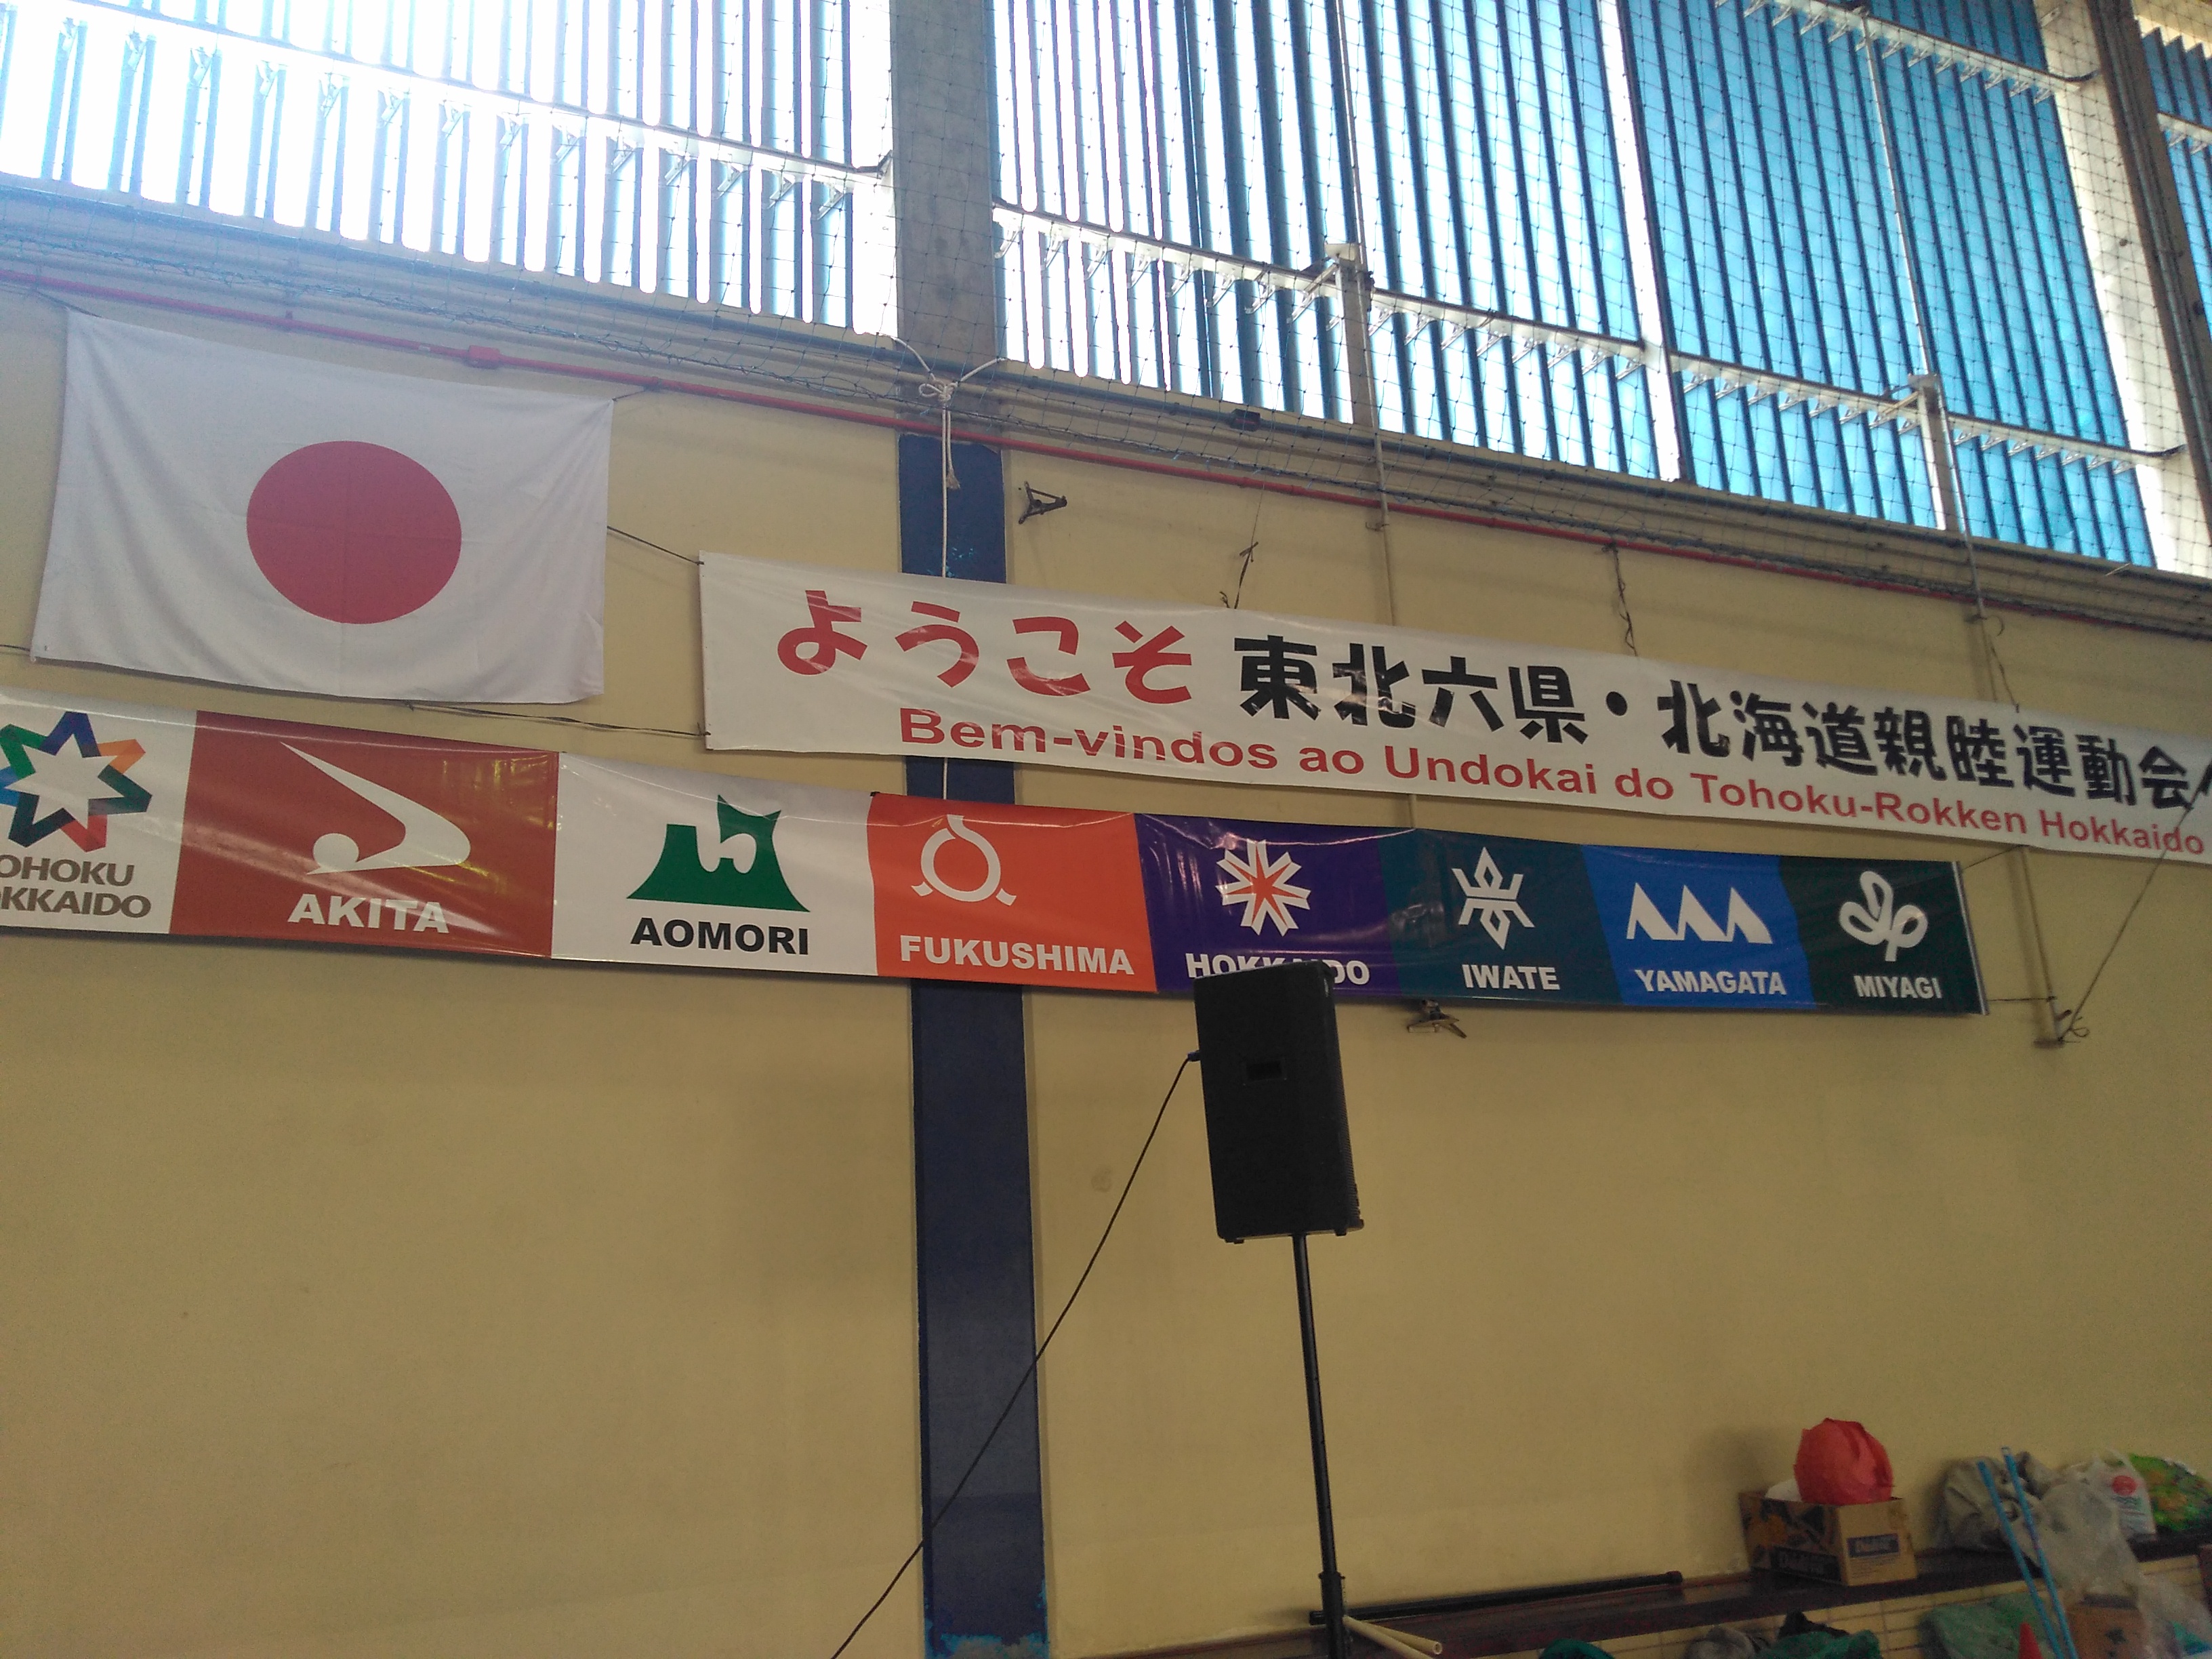 ようこそ 東北六県・北海道親睦運動会
Bem-vindos ao Undokai do Tohoku-Rokken Hokkaido
OHOKU
OKKAIDO
AKITA
AOMORI
FUKUSHIMA
HOKKAIDO
IWATE
YAMAGATA
MIYAGI